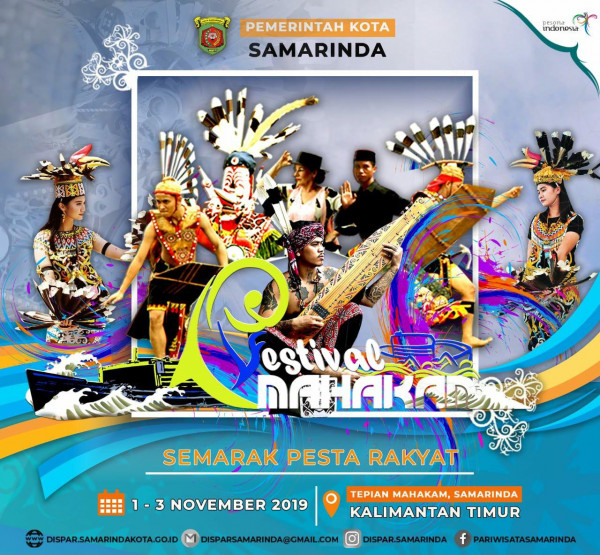 PEMERINTAH KOTA
SAMARINDA
pesona
indonesia
Festival
MAHAKAM
SEMARAK PESTA RAKYAT
1 - 3 NOVEMBER 2019
TEPIAN MAHAKAM, SAMARINDA
KALIMANTAN TIMUR
DISPAR.SAMARINDAKOTA.GO.ID
DISPARSAMARINDA@GMAIL.COM
DISPAR.SAMARINDA
PARIWISATASAMARINDA